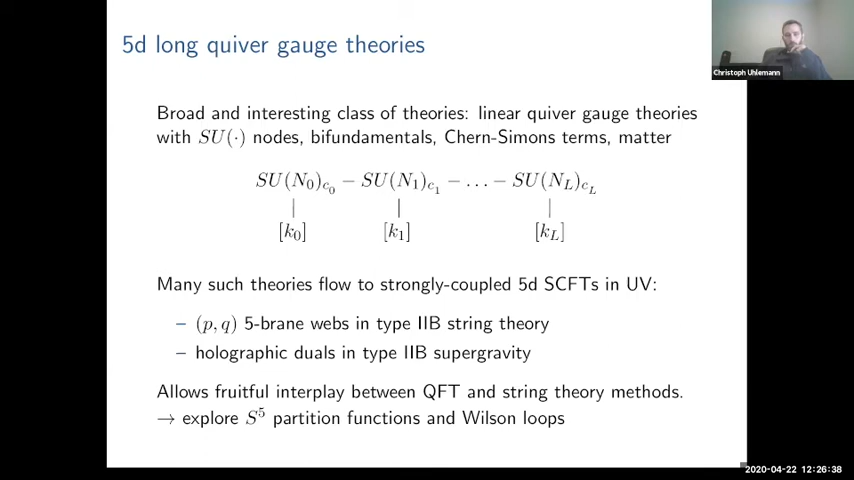 5d long quiver gauge theories
Christoph Uhlemann
Broad and interesting class of theories: linear quiver gauge theories
with SU(·) nodes, bifundamentals, Chern-Simons terms, matter
SU(N₀)_{c₀} − SU(N₁)_{c₁} − … − SU(N_L)_{c_L}
| | |
[k₀] [k₁] [k_L]
Many such theories flow to strongly-coupled 5d SCFTs in UV:
– (p, q) 5-brane webs in type IIB string theory
– holographic duals in type IIB supergravity
Allows fruitful interplay between QFT and string theory methods.
→ explore S⁵ partition functions and Wilson loops
2020-04-22 12:26:38